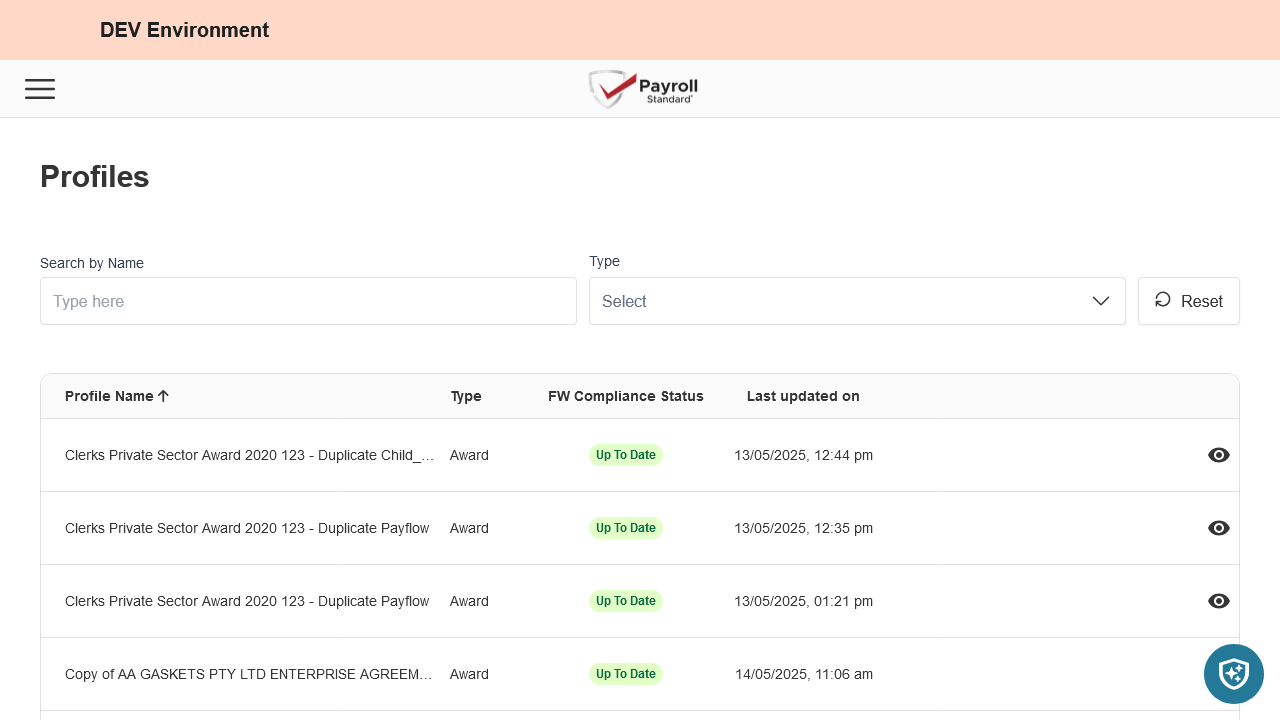 DEV Environment
Payroll
Standard
Profiles
Search by Name
Type
Type here
Select
Reset
Profile Name
Type
FW Compliance Status
Last updated on
Clerks Private Sector Award 2020 123 - Duplicate Child_...
Award
Up To Date
13/05/2025, 12:44 pm
Clerks Private Sector Award 2020 123 - Duplicate Payflow
Award
Up To Date
13/05/2025, 12:35 pm
Clerks Private Sector Award 2020 123 - Duplicate Payflow
Award
Up To Date
13/05/2025, 01:21 pm
Copy of AA GASKETS PTY LTD ENTERPRISE AGREEM...
Award
Up To Date
14/05/2025, 11:06 am